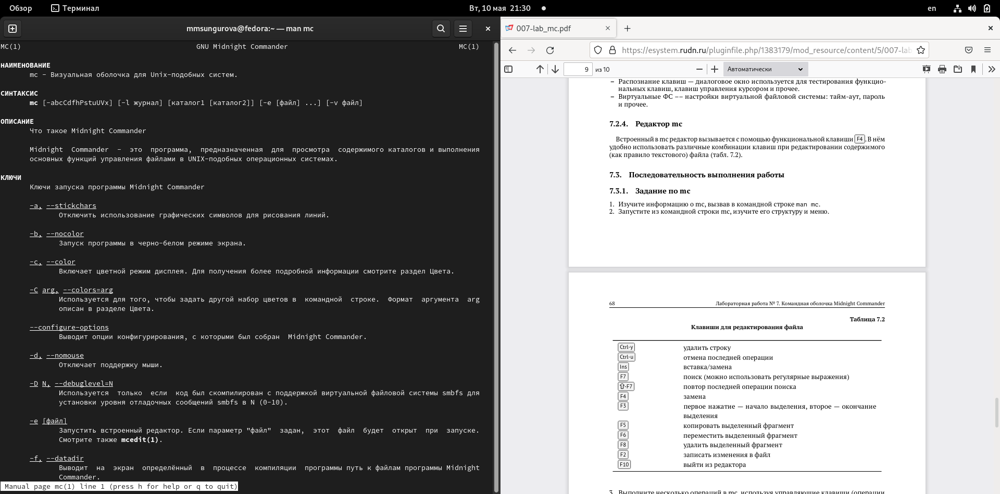 Обзор Терминал Вт, 10 мая 21:30 en
mmsungurova@fedora:~ — man mc
MC(1) GNU Midnight Commander MC(1)
НАИМЕНОВАНИЕ
mc - Визуальная оболочка для Unix-подобных систем.
СИНТАКСИС
mc [-abcCdfhPstuUVx] [-l журнал] [каталог1 [каталог2]] [-e [файл] ...] [-v файл]
ОПИСАНИЕ
Что такое Midnight Commander
Midnight Commander - это программа, предназначенная для просмотра содержимого каталогов и выполнения
основных функций управления файлами в UNIX-подобных операционных системах.
КЛЮЧИ
Ключи запуска программы Midnight Commander
-a, --stickchars
Отключить использование графических символов для рисования линий.
-b, --nocolor
Запуск программы в черно-белом режиме экрана.
-c, --color
Включает цветной режим дисплея. Для получения более подробной информации смотрите раздел Цвета.
-C arg, --colors=arg
Используется для того, чтобы задать другой набор цветов в командной строке. Формат аргумента arg
описан в разделе Цвета.
--configure-options
Выводит опции конфигурирования, с которыми был собран Midnight Commander.
-d, --nomouse
Отключает поддержку мыши.
-D N, --debuglevel=N
Используется только если код был скомпилирован с поддержкой виртуальной файловой системы smbfs для
установки уровня отладочных сообщений smbfs в N (0-10).
-e [файл]
Запустить встроенный редактор. Если параметр "файл" задан, этот файл будет открыт при запуске.
Смотрите также mcedit(1).
-f, --datadir
Выводит на экран определённый в процессе компиляции программы путь к файлам программы Midnight
Commander.
Manual page mc(1) line 1 (press h for help or q to quit)
007-lab_mc.pdf
https://esystem.rudn.ru/pluginfile.php/1383179/mod_resource/content/5/007-lab
9 из 10 Автоматически
– Распознание клавиш — диалоговое окно используется для тестирования функцио-
нальных клавиш, клавиш управления курсором и прочее.
– Виртуальные ФС –– настройки виртуальной файловой системы: тайм-аут, пароль
и прочее.
7.2.4. Редактор mc
Встроенный в mc редактор вызывается с помощью функциональной клавиши F4 . В нём
удобно использовать различные комбинации клавиш при редактировании содержимого
(как правило текстового) файла (табл. 7.2).
7.3. Последовательность выполнения работы
7.3.1. Задание по mc
1. Изучите информацию о mc, вызвав в командной строке man mc.
2. Запустите из командной строки mc, изучите его структуру и меню.
68 Лабораторная работа № 7. Командная оболочка Midnight Commander
Таблица 7.2
Клавиши для редактирования файла
Ctrl-y удалить строку
Ctrl-u отмена последней операции
Ins вставка/замена
F7 поиск (можно использовать регулярные выражения)
⇧-F7 повтор последней операции поиска
F4 замена
F3 первое нажатие — начало выделения, второе — окончание
выделения
F5 копировать выделенный фрагмент
F6 переместить выделенный фрагмент
F8 удалить выделенный фрагмент
F2 записать изменения в файл
F10 выйти из редактора
3. Выполните несколько операций в mc, используя управляющие клавиши (операции